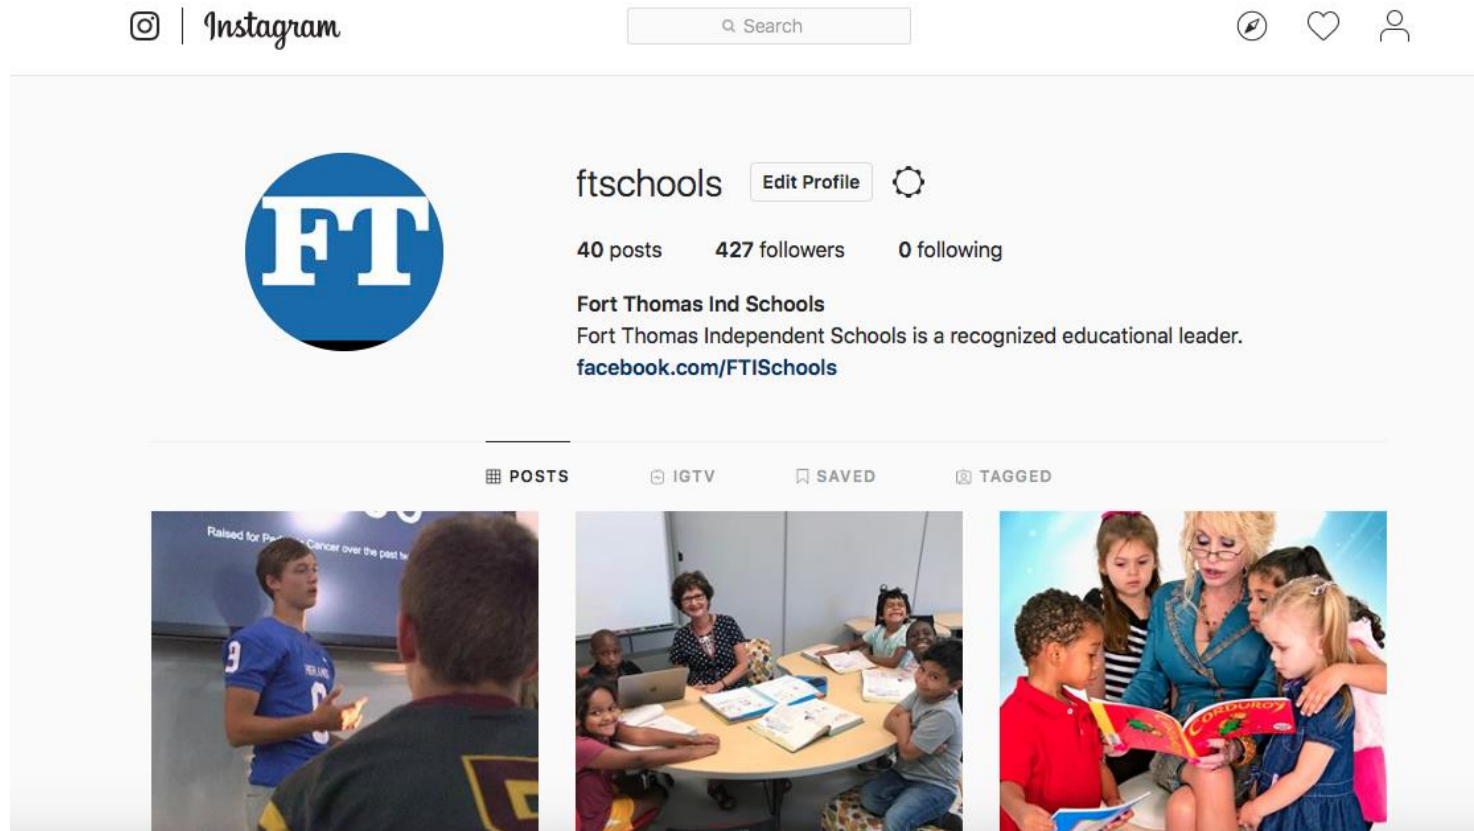 Instagram
Search
ftschools Edit Profile
40 posts 427 followers 0 following
Fort Thomas Ind Schools
Fort Thomas Independent Schools is a recognized educational leader.
facebook.com/FTISchools
FT
POSTS IGTV SAVED TAGGED
Raised for Cancer over the past
9
CORDUROY